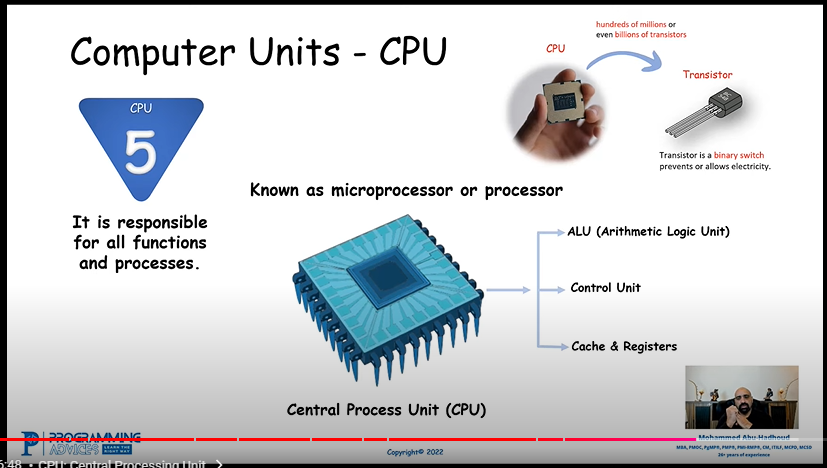 Computer Units - CPU
hundreds of millions or
even billions of transistors
CPU
Transistor
Transistor is a binary switch
prevents or allows electricity.
CPU
5
It is responsible
for all functions
and processes.
Known as microprocessor or processor
ALU (Arithmetic Logic Unit)
Control Unit
Cache & Registers
Central Process Unit (CPU)
PROGRAMMING
ADVICES LEARN THE
RIGHT WAY
Copyright© 2022
Mohammed Abu-Hadhoud
MBA, PMOC, PgMP®, PMP®, PMI-RMP®, CM, ITILF, MCPD, MCSD
26+ years of experience
6:48 • CPU: Central Processing Unit